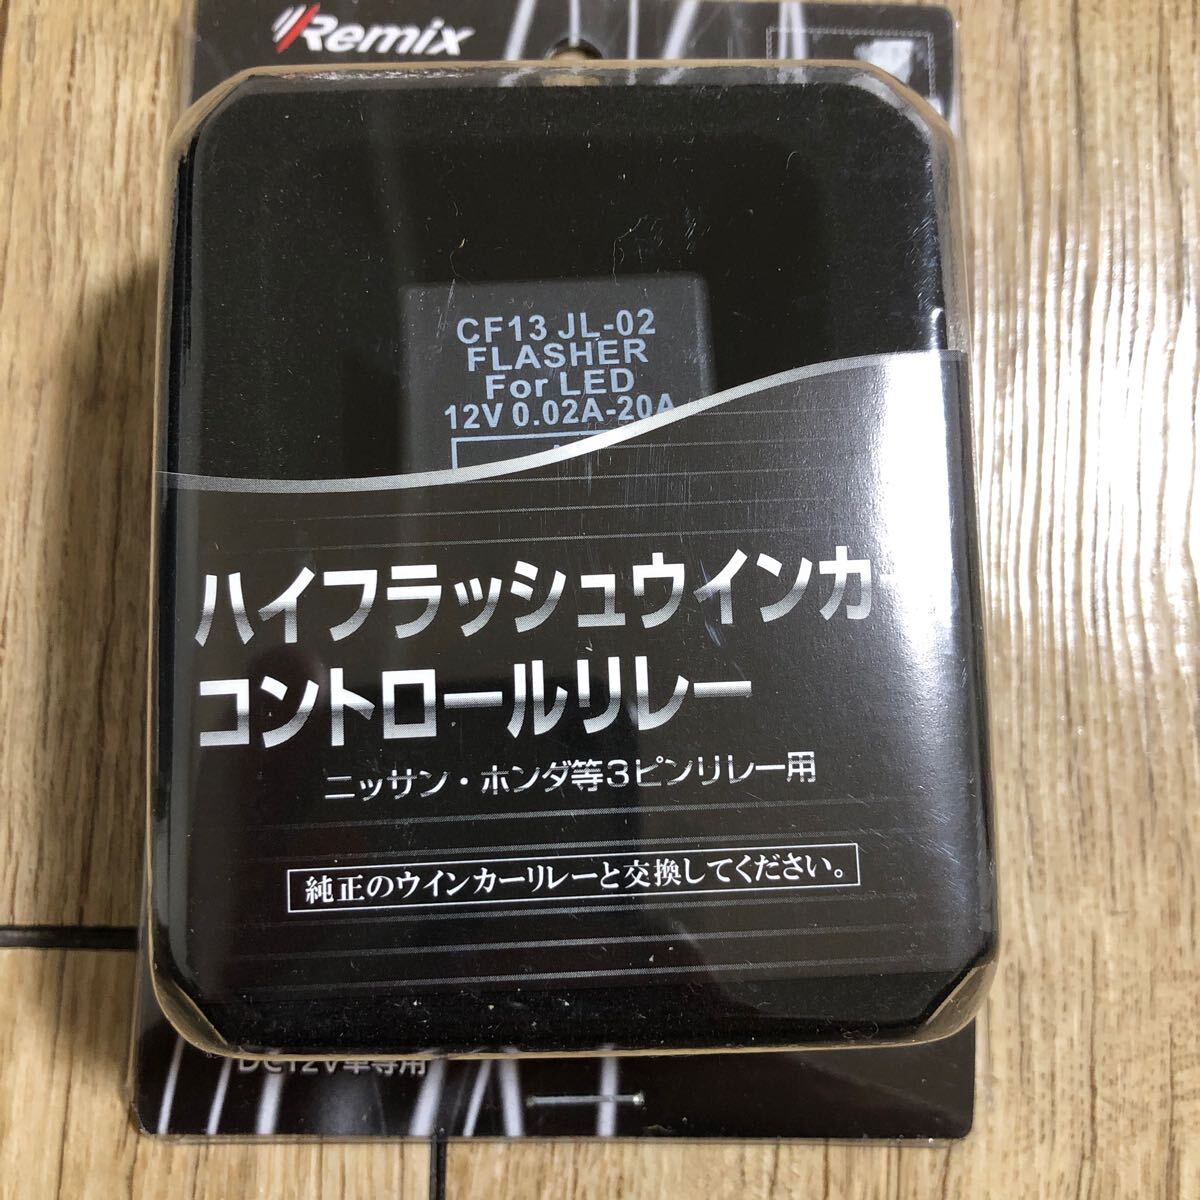 Remix
CF13 JL-02
FLASHER
For LED
12V 0.02A-20A
ハイフラッシュウインカー
コントロールリレー
ニッサン・ホンダ等3ピンリレー用
純正のウインカーリレーと交換してください。
DC12V車専用